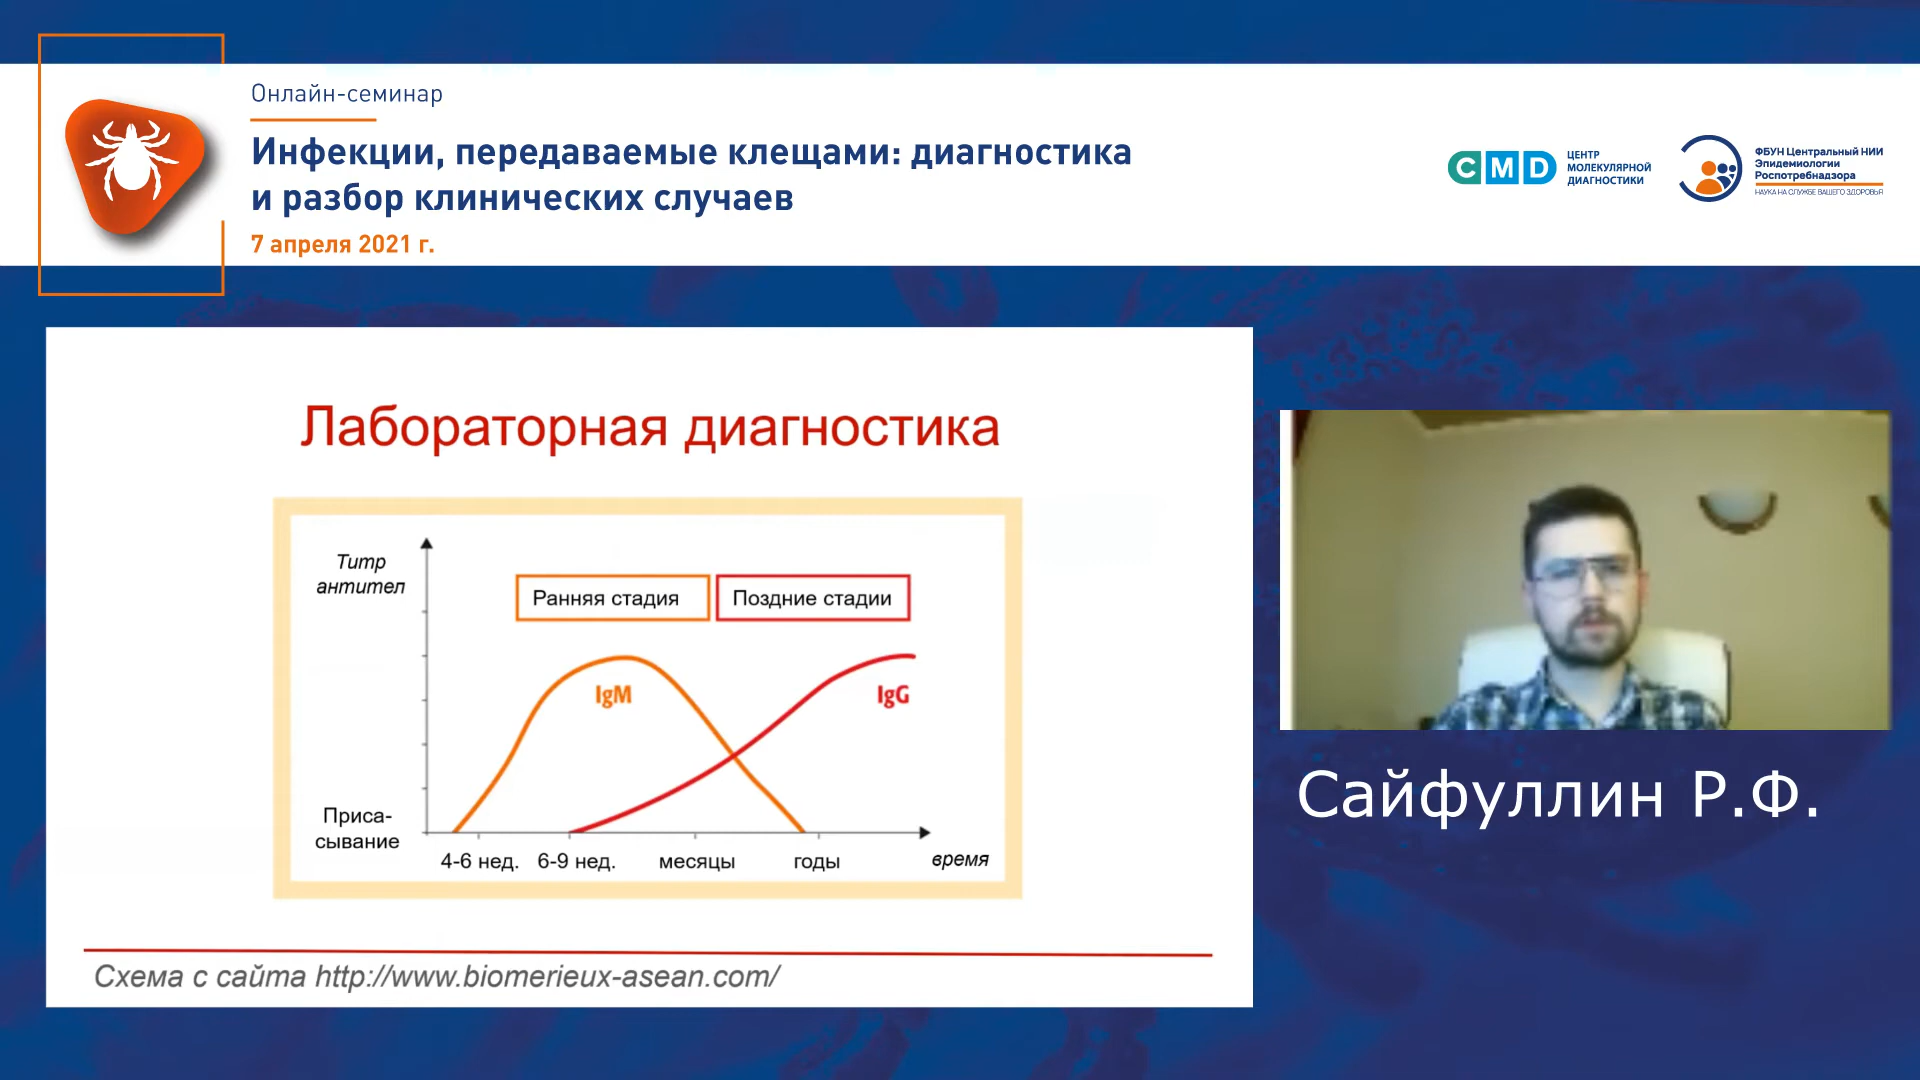 Онлайн-семинар
Инфекции, передаваемые клещами: диагностика
и разбор клинических случаев
7 апреля 2021 г.
CMD
ЦЕНТР
МОЛЕКУЛЯРНОЙ
ДИАГНОСТИКИ
ФБУН Центральный НИИ
Эпидемиологии
Роспотребнадзора
НАУКА НА СЛУЖБЕ ВАШЕГО ЗДОРОВЬЯ
Лабораторная диагностика
Титр
антител
Ранняя стадия
Поздние стадии
IgM
IgG
Приса-
сывание
4-6 нед.
6-9 нед.
месяцы
годы
время
Схема с сайта http://www.biomerieux-asean.com/
Сайфуллин Р.Ф.